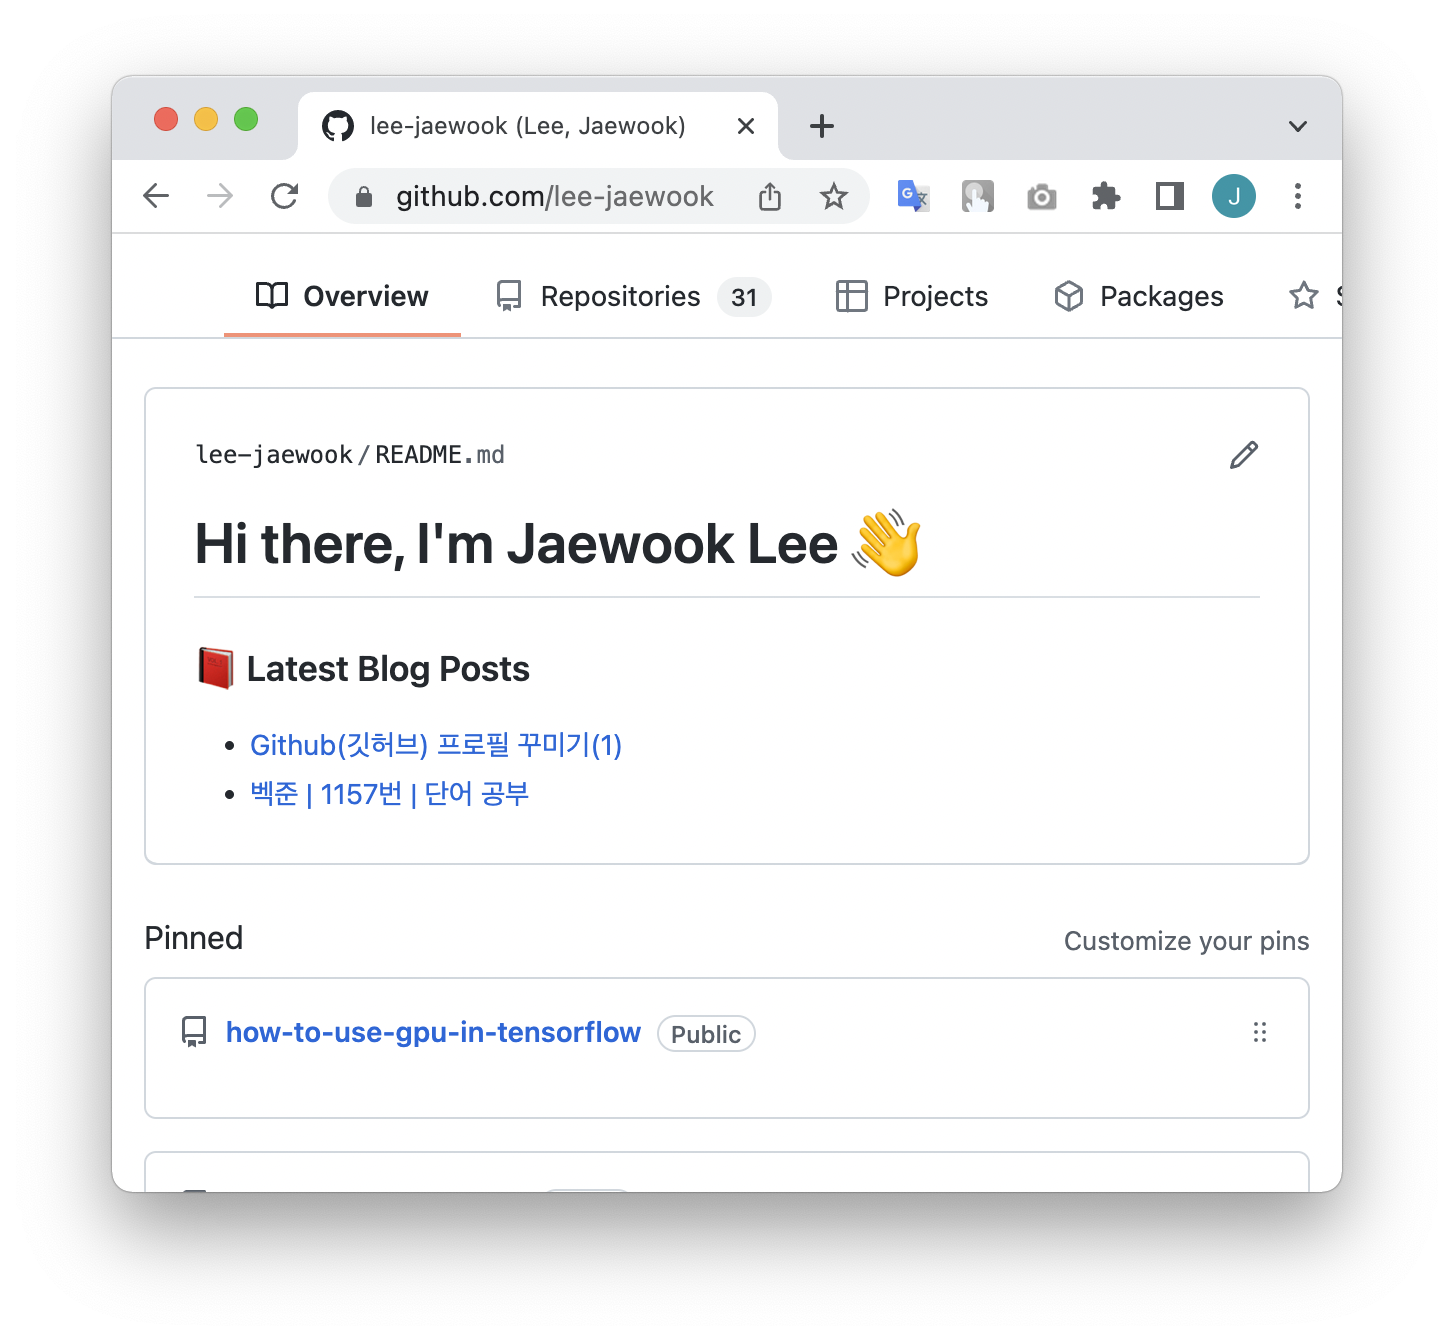 lee-jaewook (Lee, Jaewook)
github.com/lee-jaewook
J
Overview Repositories 31 Projects Packages
lee-jaewook/README.md
Hi there, I'm Jaewook Lee 👋
📕 Latest Blog Posts
• Github(깃허브) 프로필 꾸미기(1)
• 벡준 | 1157번 | 단어 공부
Pinned Customize your pins
how-to-use-gpu-in-tensorflow Public